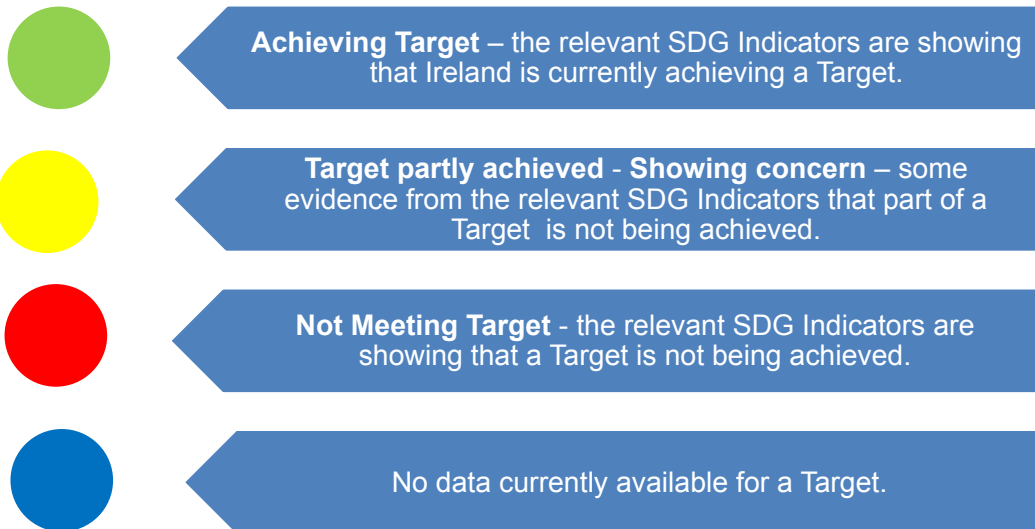 Achieving Target – the relevant SDG Indicators are showing
that Ireland is currently achieving a Target.
Target partly achieved - Showing concern – some
evidence from the relevant SDG Indicators that part of a
Target  is not being achieved.
Not Meeting Target - the relevant SDG Indicators are
showing that a Target is not being achieved.
No data currently available for a Target.